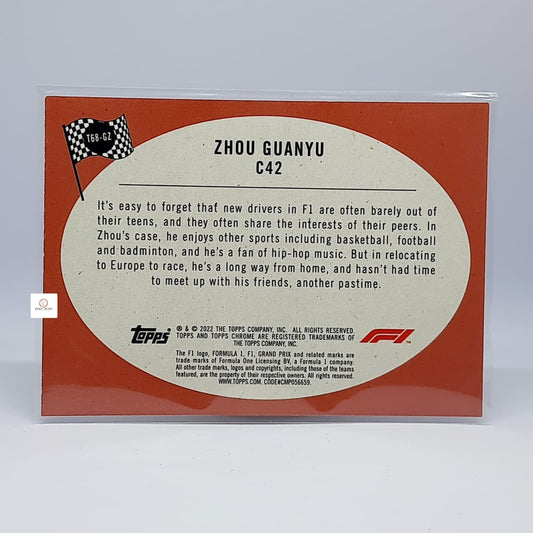 T68-GZ
ZHOU GUANYU
C42
It's easy to forget that new drivers in F1 are often barely out of
their teens, and they often share the interests of their peers. In
Zhou's case, he enjoys other sports including basketball, football
and badminton, and he's a fan of hip-hop music. But in relocating
to Europe to race, he's a long way from home, and hasn't had time
to meet up with his friends, another pastime.
topps
® & © 2022 THE TOPPS COMPANY, INC. ALL RIGHTS RESERVED.
TOPPS AND TOPPS CHROME ARE REGISTERED TRADEMARKS OF
THE TOPPS COMPANY, INC.
F1
The F1 logo, FORMULA 1, F1, GRAND PRIX and related marks are
trade marks of Formula One Licensing BV, a Formula 1 company.
All other trade marks, logos and copyrights, including those of the teams
featured, are the property of their respective owners. All rights reserved.
WWW.TOPPS.COM. CODE#CMP056659.